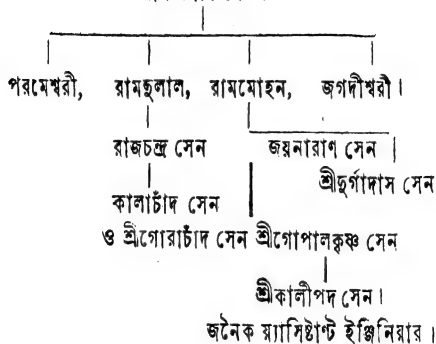 পরমেশ্বরী, রামদুলাল, রামমোহন, জগদীশ্বরী।
রাজচন্দ্র সেন জয়নারাণ সেন
শ্রীদুর্গাদাস সেন
কালাচাঁদ সেন
ও শ্রীগোরাচাঁদ সেন শ্রীগোপালকৃষ্ণ সেন
শ্রীকালীপদ সেন।
জনৈক য়্যাসিষ্টাণ্ট ইঞ্জিনিয়ার।